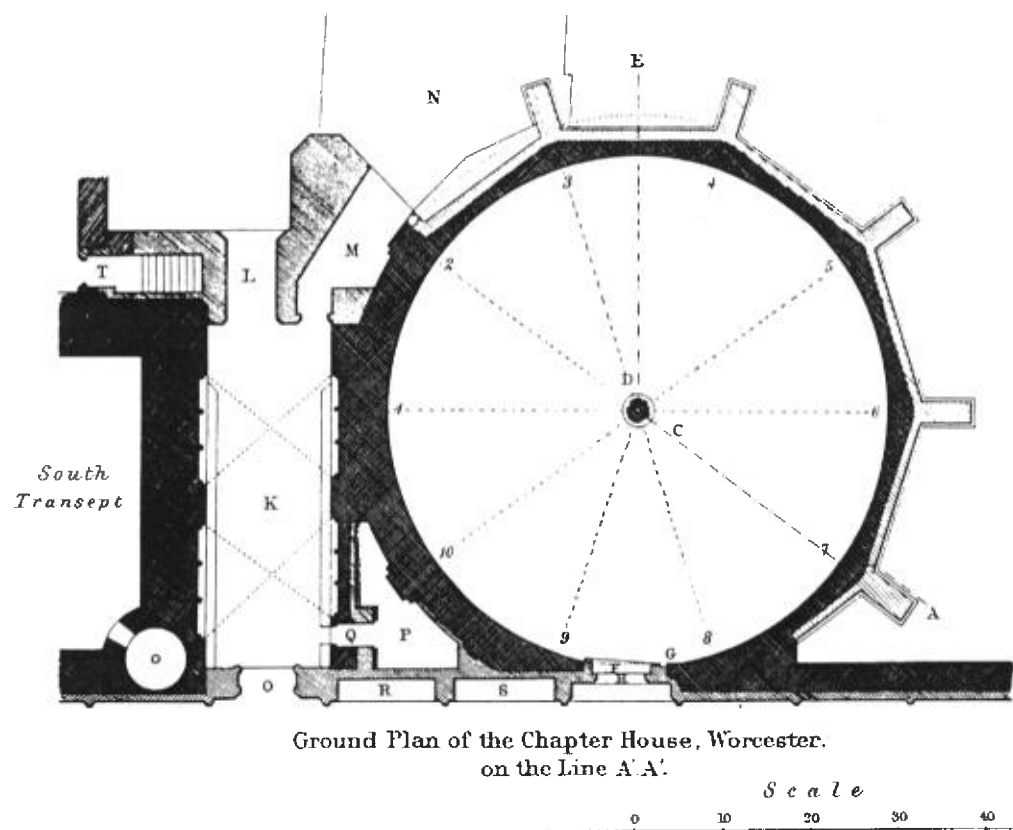 E
N
3
4
M
T
L
2
5
D
4
6
C
South
Transept
K
10
7
A
9
8
Q
P
G
F
H
O
R
S
Ground Plan of the Chapter House, Worcester.
on the Line A' A'.
Scale
0 10 20 30 40